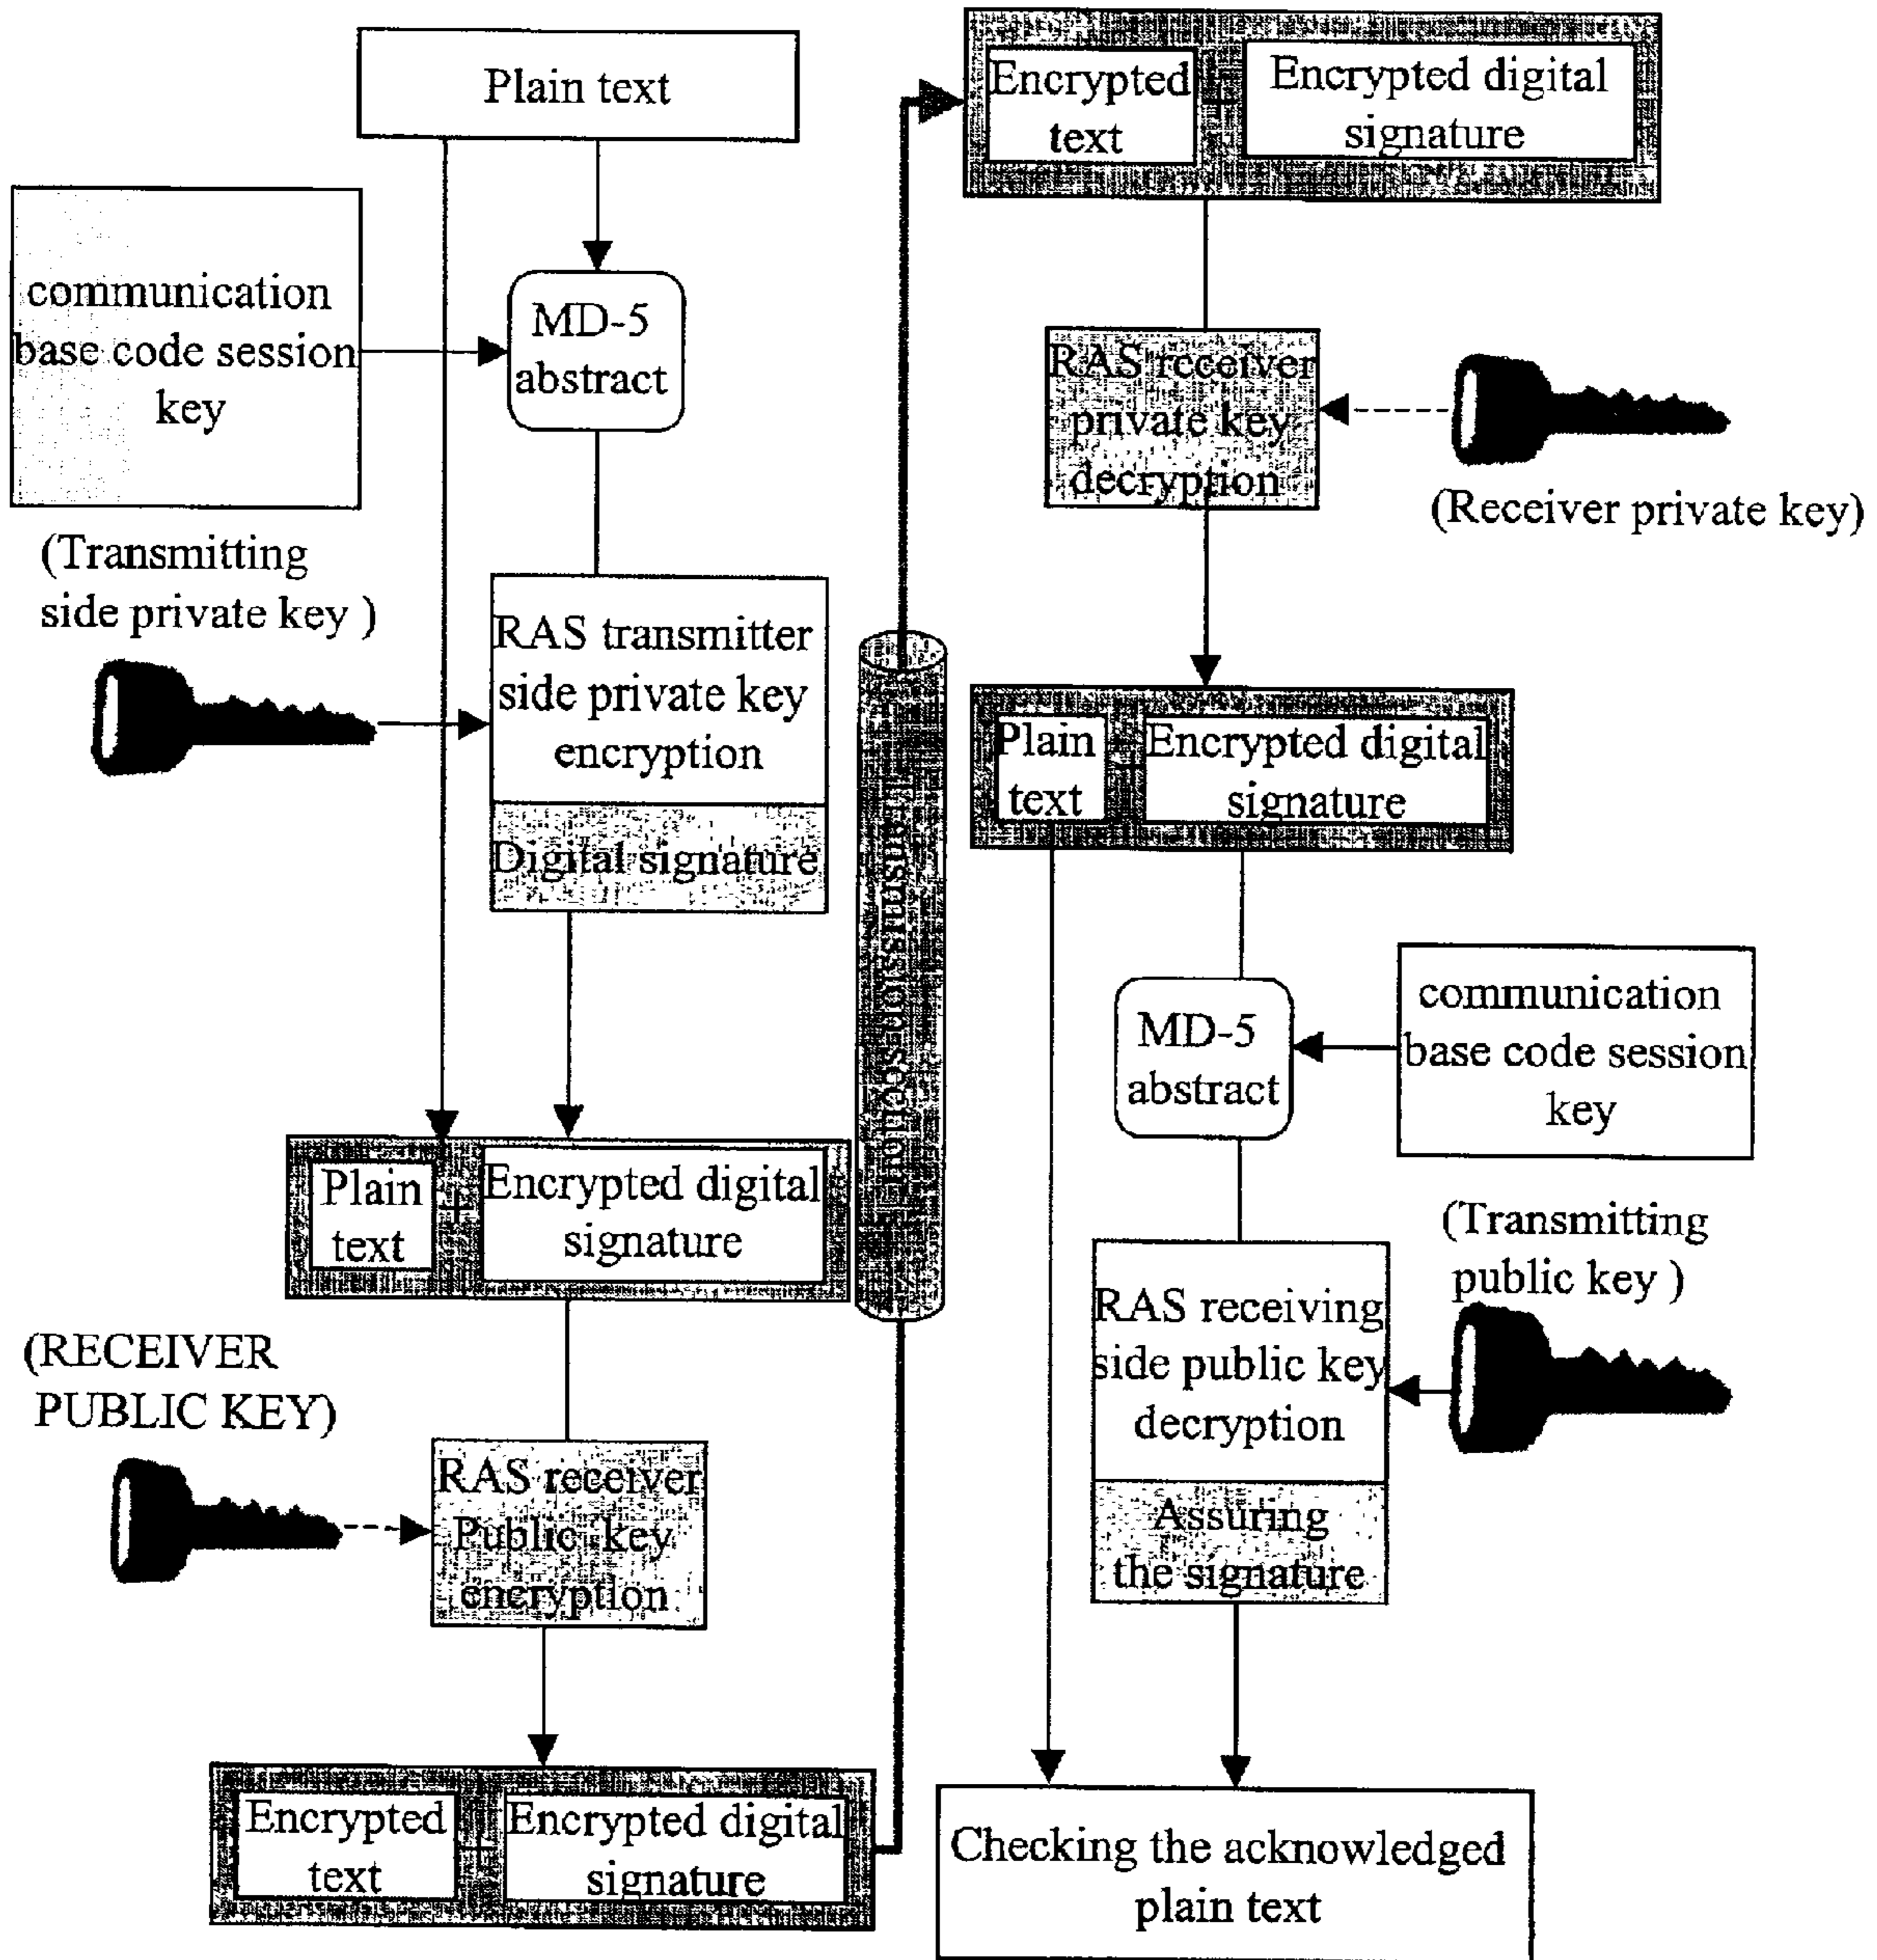 Plain text
communication
base code session
key
MD-5
abstract
(Transmitting
side private key )
RAS transmitter
side private key
encryption
Digital signature
Plain
text
+
Encrypted digital
signature
(RECEIVER
PUBLIC KEY)
RAS receiver
Public key
encryption
Encrypted
text
+
Encrypted digital
signature
Encrypted
text
+
Encrypted digital
signature
RAS receiver
private key
decryption
(Receiver private key)
Plain
text
+
Encrypted digital
signature
MD-5
abstract
communication
base code session
key
(Transmitting
public key )
RAS receiving
side public key
decryption
Assuring
the signature
Checking the acknowledged
plain text